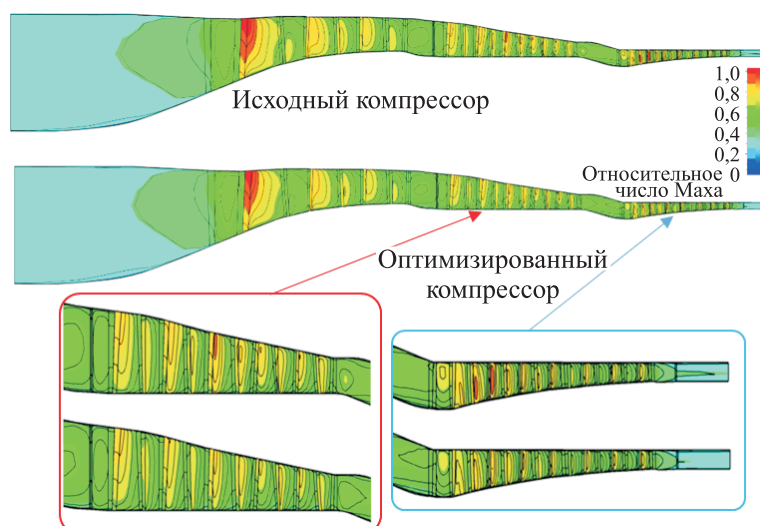 Исходный компрессор
1,0
0,8
0,6
0,4
0,2
0
Относительное
число Маха
Оптимизированный
компрессор